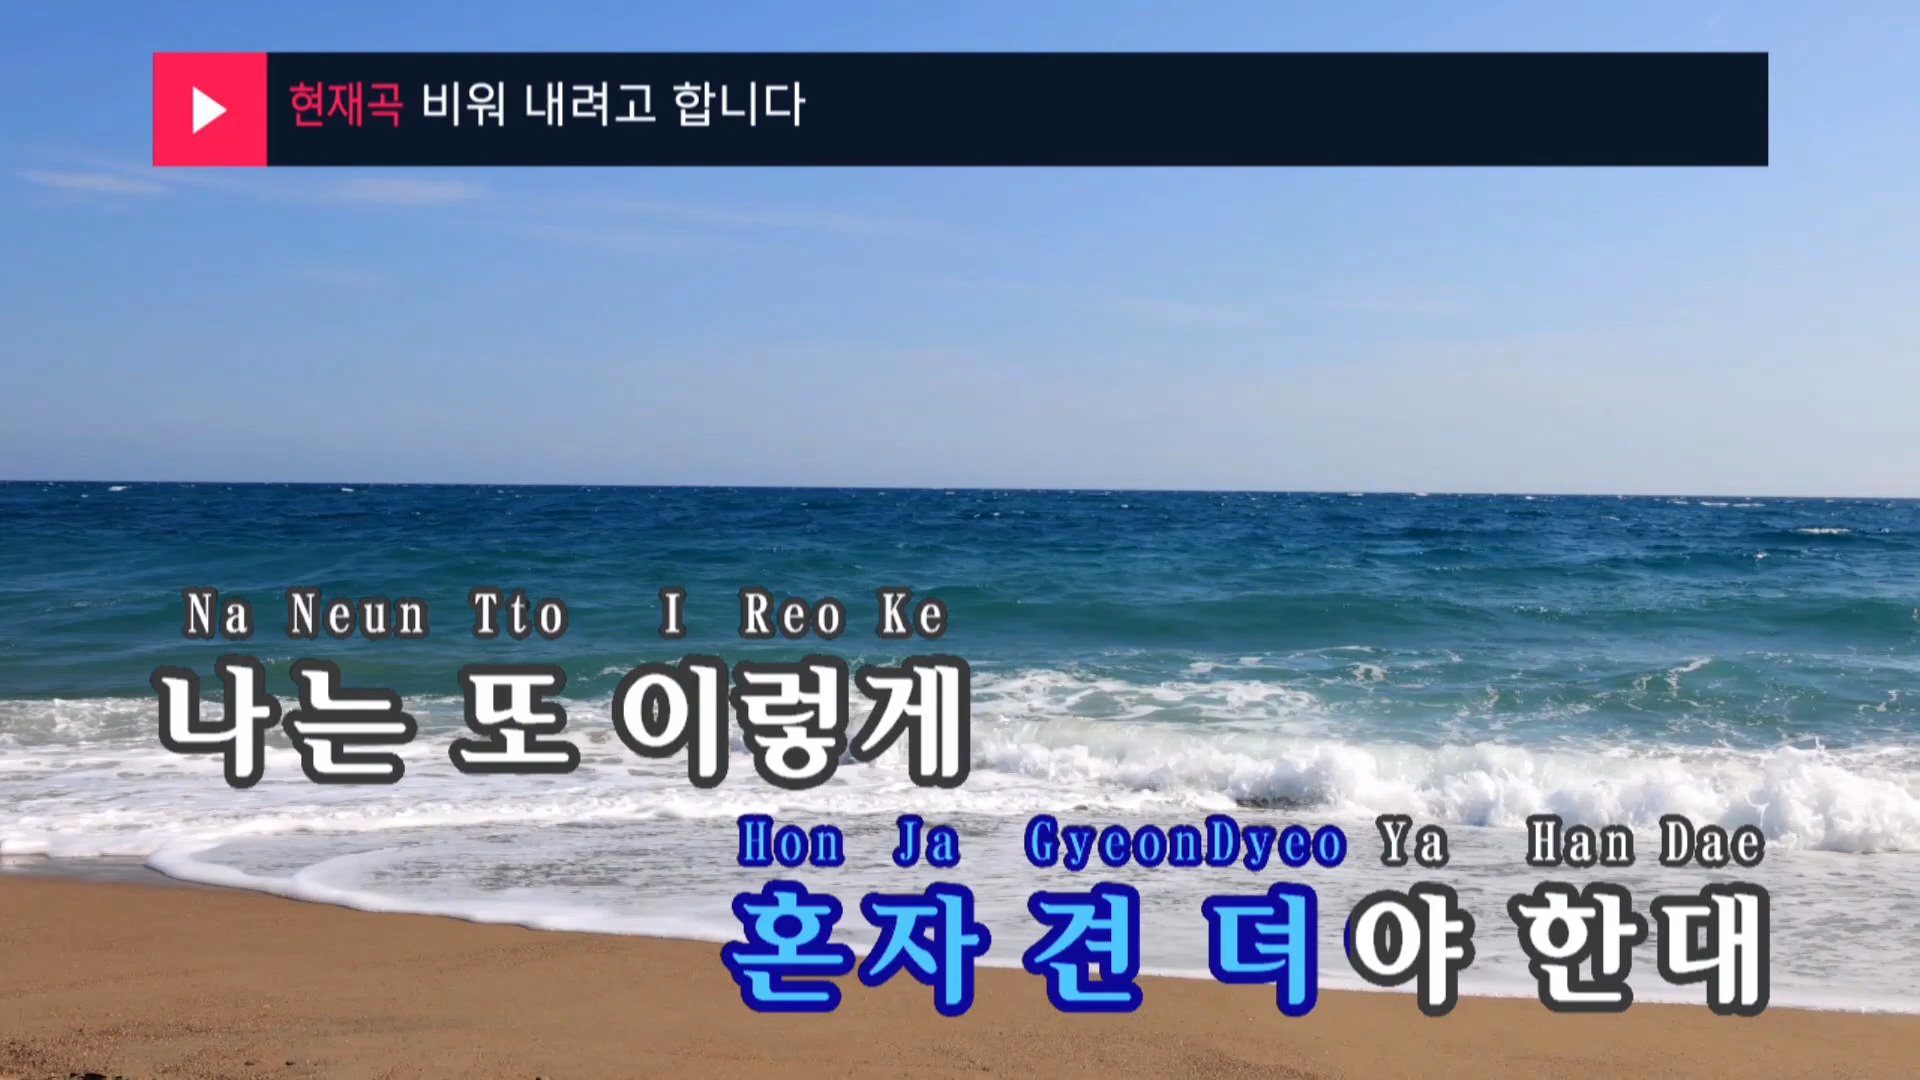 현재곡 비워 내려고 합니다
Na Neun Tto I Reo Ke
나는 또 이렇게
Hon Ja GyeonDyeo Ya Han Dae
혼자 견 뎌야 한대